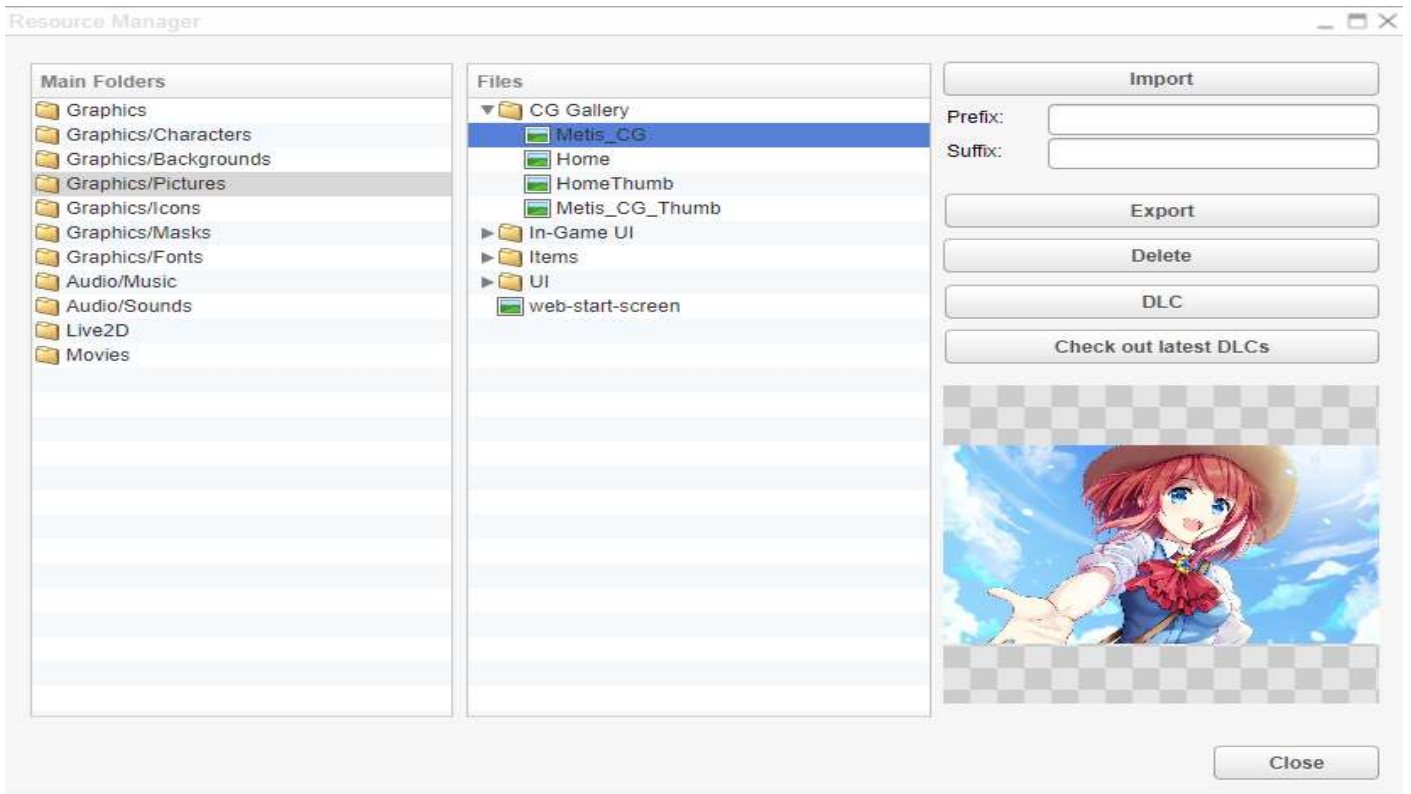 Resource Manager
Main Folders
Graphics
Graphics/Characters
Graphics/Backgrounds
Graphics/Pictures
Graphics/Icons
Graphics/Masks
Graphics/Fonts
Audio/Music
Audio/Sounds
Live2D
Movies
Files
CG Gallery
Metis_CG
Home
HomeThumb
Metis_CG_Thumb
In-Game UI
Items
UI
web-start-screen
Import
Prefix:
Suffix:
Export
Delete
DLC
Check out latest DLCs
Close